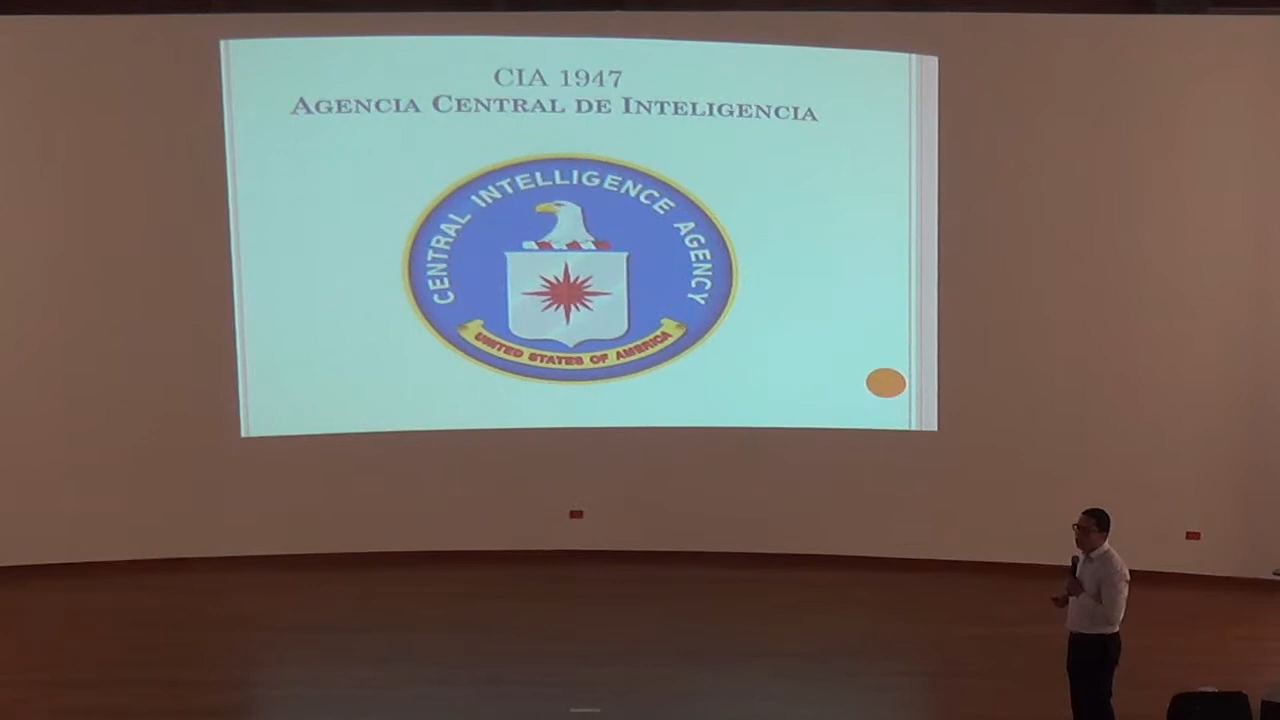 CIA 1947
AGENCIA CENTRAL DE INTELIGENCIA
CENTRAL INTELLIGENCE AGENCY
UNITED STATES OF AMERICA